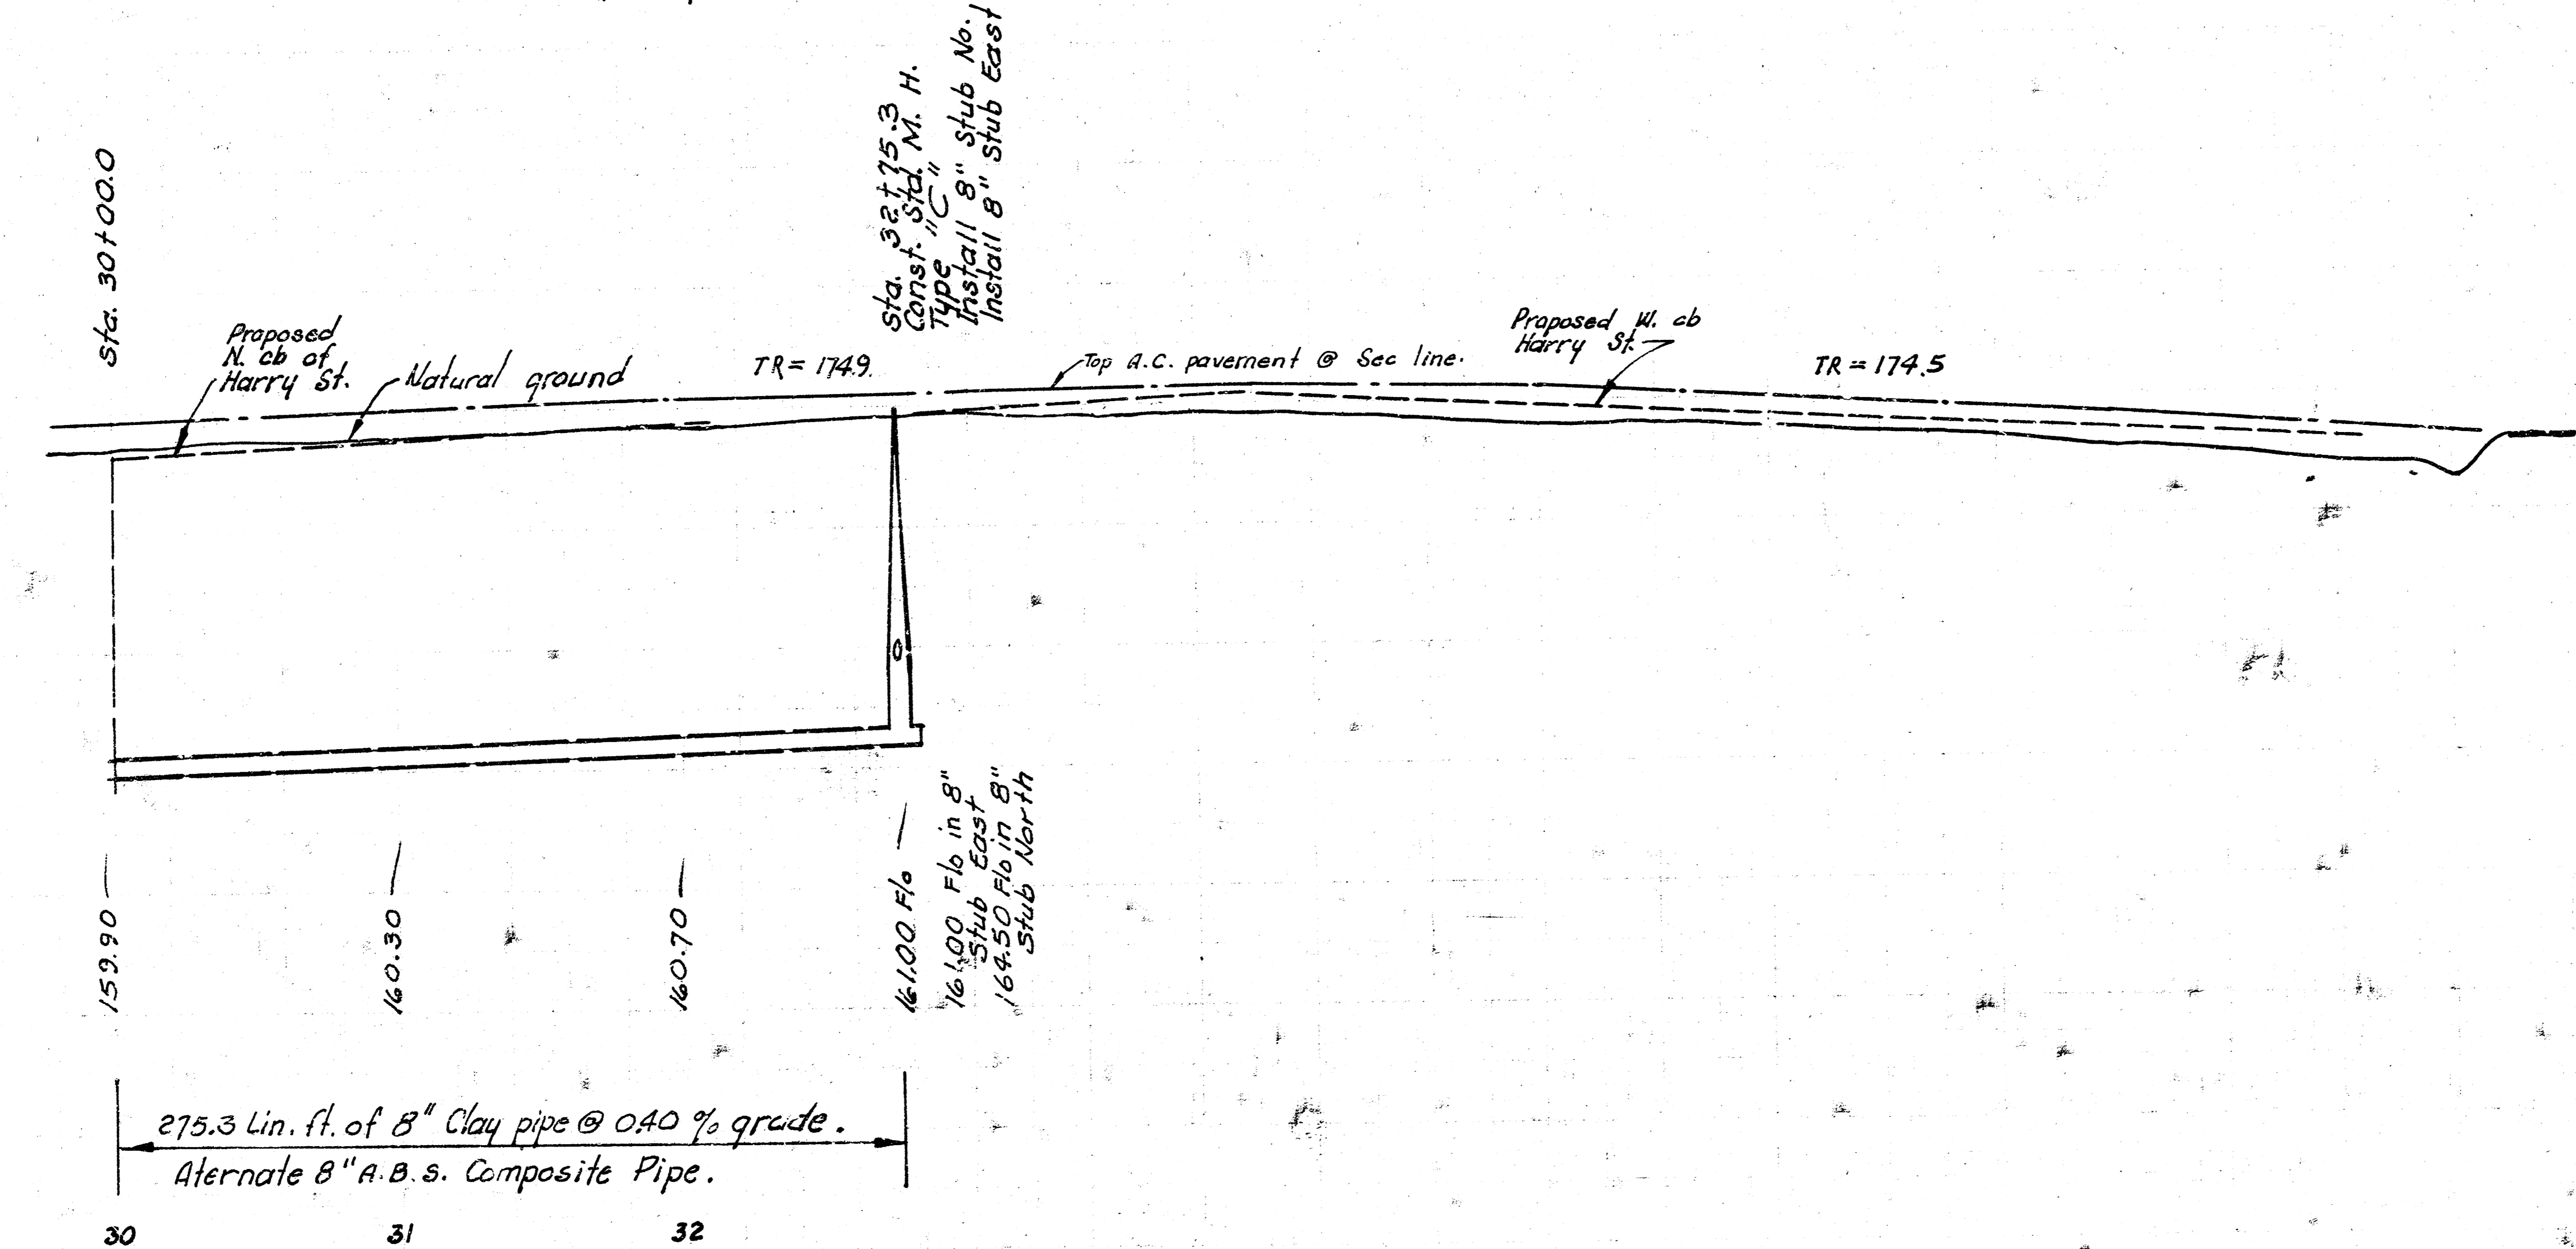 Sta. 30+00.0
Sta. 32+75.3
Const. Std. M. H.
Type "C"
Install 8" Stub No.
Install 8" Stub East
Proposed
N. cb of
Harry St.
Natural ground
TR = 174.9.
Top A.C. pavement @ Sec line.
Proposed W. cb
Harry St.
TR = 174.5
159.90
160.30
160.70
161.00 Flo
161.00 Flo in 8"
Stub East
164.50 Flo in 8"
Stub North
275.3 Lin. ft. of 8" Clay pipe @ 0.40 % grade.
Aternate 8" A.B.S. Composite Pipe.
30 31 32